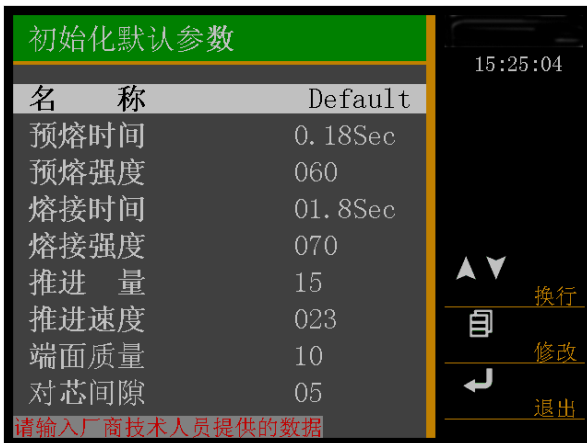 初始化默认参数
15:25:04
名 称 Default
预熔时间 0.18Sec
预熔强度 060
熔接时间 01.8Sec
熔接强度 070
推进 量 15
推进速度 023
端面质量 10
对芯间隙 05
请输入厂商技术人员提供的数据
换行
修改
退出